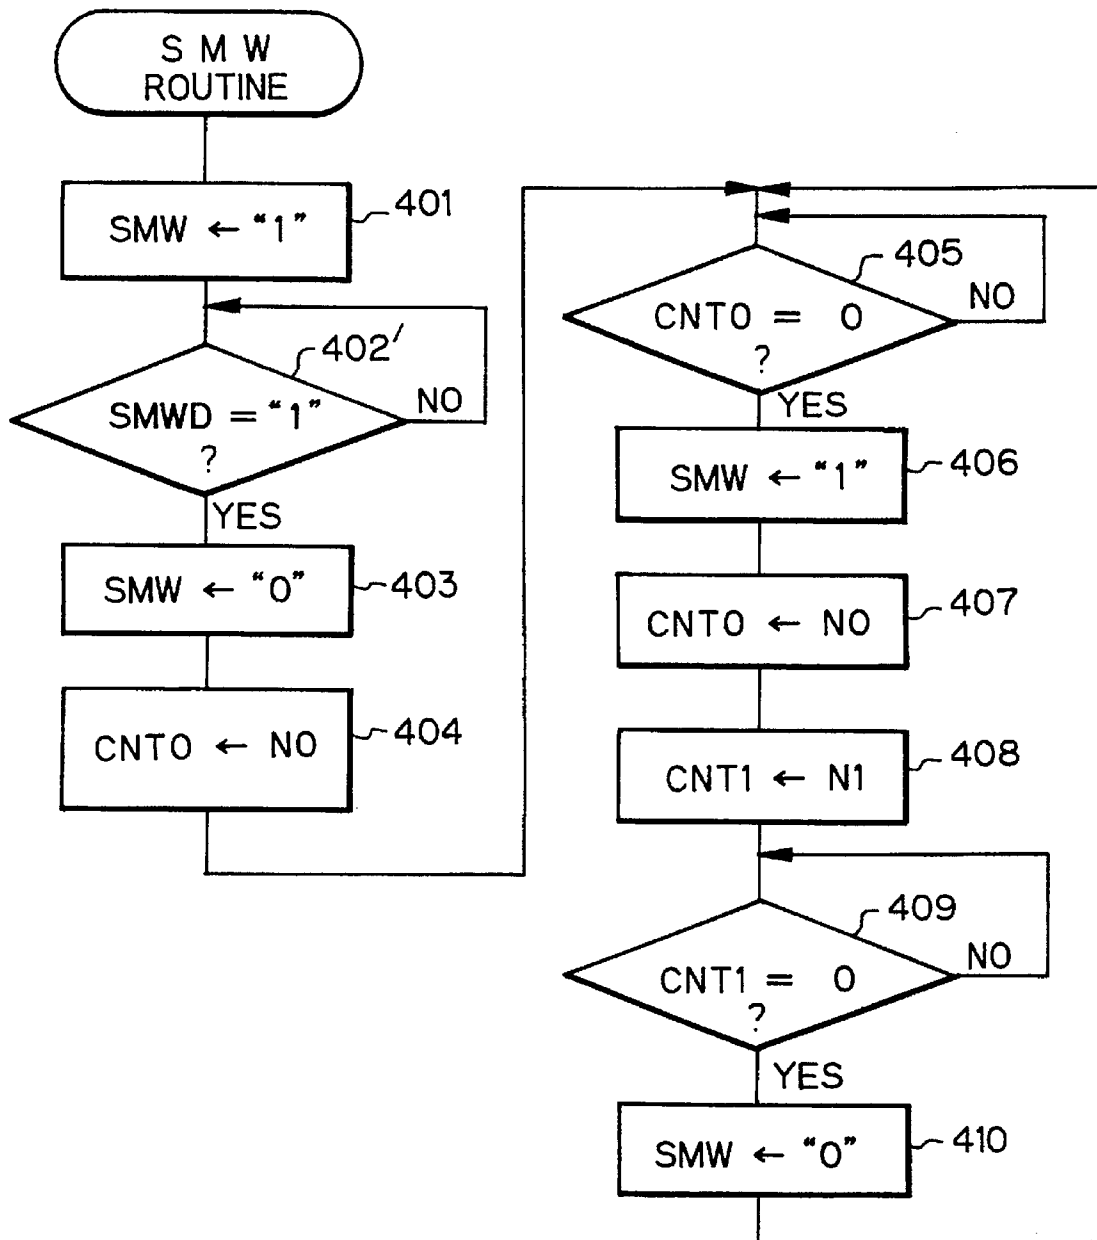 S M W
ROUTINE
SMW ← “1”
401
402′
SMWD = “1”
?
NO
YES
SMW ← “0”
403
CNT0 ← N0
404
405
CNT0 = 0
?
NO
YES
SMW ← “1”
406
CNT0 ← N0
407
CNT1 ← N1
408
409
CNT1 = 0
?
NO
YES
SMW ← “0”
410